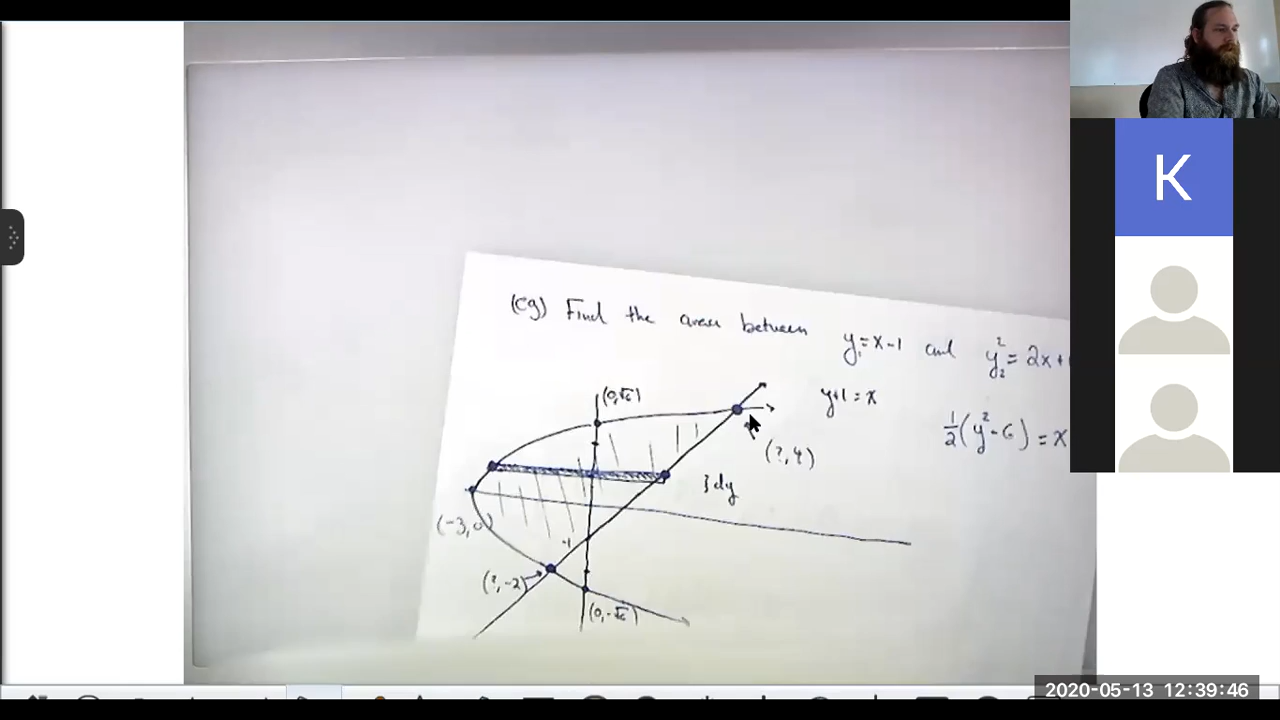 (eg) Find the area between y₁=x-1 and y₂²=2x+
y+1=x
½(y²-6)=x
(0,√6)
(?,4)
}dy
(-3,0)
-1
(?,-2)
(0,-√6)
K
2020-05-13 12:39:46